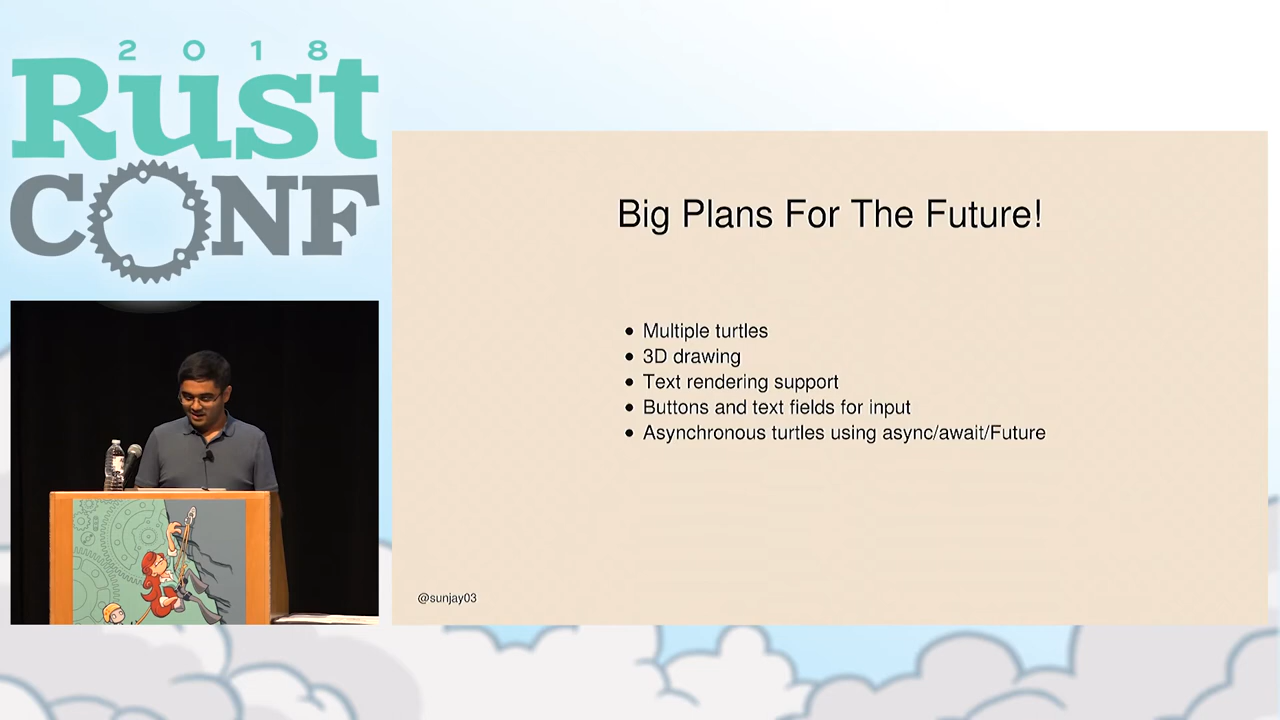 2018
Rust
CONF
Big Plans For The Future!
• Multiple turtles
• 3D drawing
• Text rendering support
• Buttons and text fields for input
• Asynchronous turtles using async/await/Future
@sunjay03